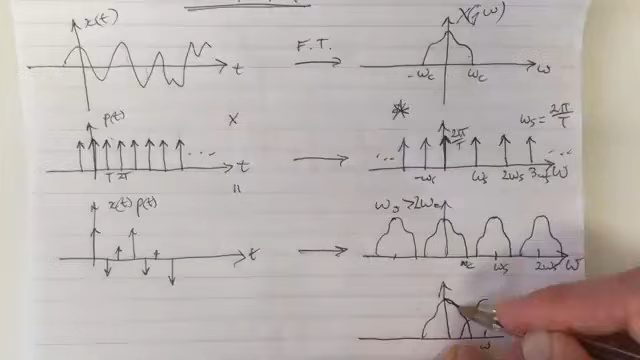 x(t)
X(jω)
F.T.
t
-ωc
ωc
ω
p(t)
x
*
2π/T
ωs = 2π/T
...
t
...
...
T
2T
-ωs
ωs
2ωs
3ωs
ω
"
x(t) p(t)
t
ωs >2ωc
ωc
ωs
2ωs
ω
ω